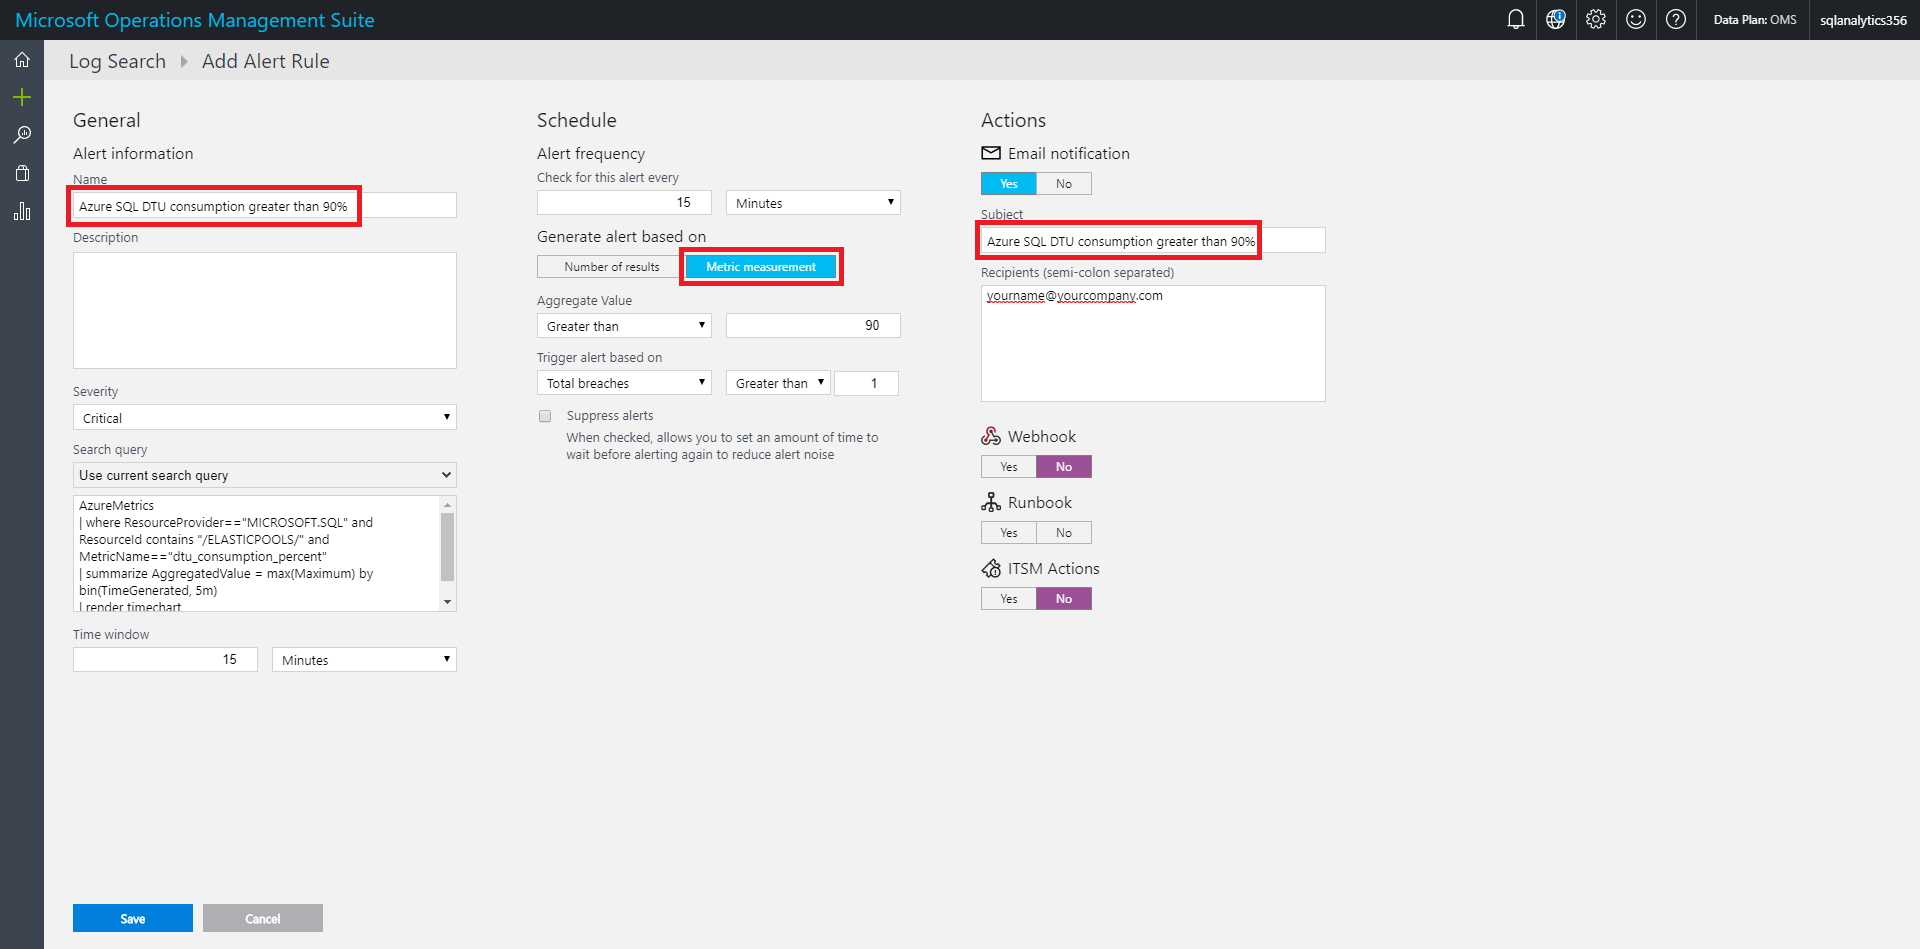 Microsoft Operations Management Suite
Data Plan: OMS
sqlanalytics356
Log Search
Add Alert Rule
General
Alert information
Name
Azure SQL DTU consumption greater than 90%
Description
Severity
Critical
Search query
Use current search query
AzureMetrics
| where ResourceProvider=="MICROSOFT.SQL" and
ResourceId contains "/ELASTICPOOLS/" and
MetricName=="dtu_consumption_percent"
| summarize AggregatedValue = max(Maximum) by
bin(TimeGenerated, 5m)
| render timechart
Time window
15
Minutes
Save
Cancel
Schedule
Alert frequency
Check for this alert every
15
Minutes
Generate alert based on
Number of results
Metric measurement
Aggregate Value
Greater than
90
Trigger alert based on
Total breaches
Greater than
1
Suppress alerts
When checked, allows you to set an amount of time to
wait before alerting again to reduce alert noise
Actions
Email notification
Yes
No
Subject
Azure SQL DTU consumption greater than 90%
Recipients (semi-colon separated)
yourname@yourcompany.com
Webhook
Yes
No
Runbook
Yes
No
ITSM Actions
Yes
No